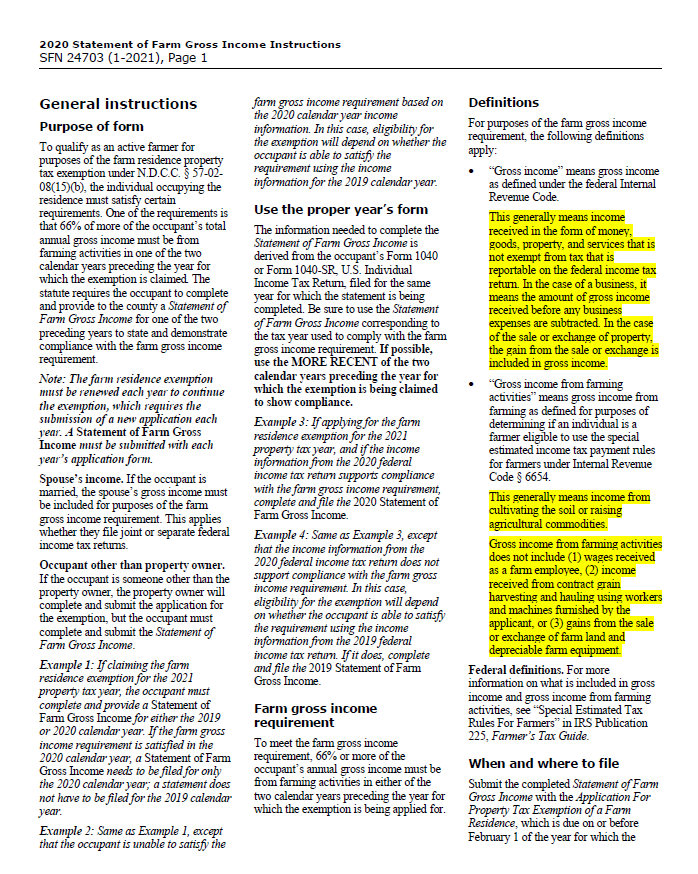 2020 Statement of Farm Gross Income Instructions
SFN 24703 (1-2021), Page 1
General instructions
Purpose of form
To qualify as an active farmer for
purposes of the farm residence property
tax exemption under N.D.C.C. § 57-02-
08(15)(b), the individual occupying the
residence must satisfy certain
requirements. One of the requirements is
that 66% of more of the occupant's total
annual gross income must be from
farming activities in one of the two
calendar years preceding the year for
which the exemption is claimed. The
statute requires the occupant to complete
and provide to the county a Statement of
Farm Gross Income for one of the two
preceding years to state and demonstrate
compliance with the farm gross income
requirement.
Note: The farm residence exemption
must be renewed each year to continue
the exemption, which requires the
submission of a new application each
year. A Statement of Farm Gross
Income must be submitted with each
year's application form.
Spouse's income. If the occupant is
married, the spouse's gross income must
be included for purposes of the farm
gross income requirement. This applies
whether they file joint or separate federal
income tax returns.
Occupant other than property owner.
If the occupant is someone other than the
property owner, the property owner will
complete and submit the application for
the exemption, but the occupant must
complete and submit the Statement of
Farm Gross Income.
Example 1: If claiming the farm
residence exemption for the 2021
property tax year, the occupant must
complete and provide a Statement of
Farm Gross Income for either the 2019
or 2020 calendar year. If the farm gross
income requirement is satisfied in the
2020 calendar year, a Statement of Farm
Gross Income needs to be filed for only
the 2020 calendar year; a statement does
not have to be filed for the 2019 calendar
year.
Example 2: Same as Example 1, except
that the occupant is unable to satisfy the
farm gross income requirement based on
the 2020 calendar year income
information. In this case, eligibility for
the exemption will depend on whether the
occupant is able to satisfy the
requirement using the income
information for the 2019 calendar year.
Use the proper year's form
The information needed to complete the
Statement of Farm Gross Income is
derived from the occupant's Form 1040
or Form 1040-SR, U.S. Individual
Income Tax Return, filed for the same
year for which the statement is being
completed. Be sure to use the Statement
of Farm Gross Income corresponding to
the tax year used to comply with the farm
gross income requirement. If possible,
use the MORE RECENT of the two
calendar years preceding the year for
which the exemption is being claimed
to show compliance.
Example 3: If applying for the farm
residence exemption for the 2021
property tax year, and if the income
information from the 2020 federal
income tax return supports compliance
with the farm gross income requirement,
complete and file the 2020 Statement of
Farm Gross Income.
Example 4: Same as Example 3, except
that the income information from the
2020 federal income tax return does not
support compliance with the farm gross
income requirement. In this case,
eligibility for the exemption will depend
on whether the occupant is able to satisfy
the requirement using the income
information from the 2019 federal
income tax return. If it does, complete
and file the 2019 Statement of Farm
Gross Income.
Farm gross income
requirement
To meet the farm gross income
requirement, 66% or more of the
occupant's annual gross income must be
from farming activities in either of the
two calendar years preceding the year for
which the exemption is being applied for.
Definitions
For purposes of the farm gross income
requirement, the following definitions
apply:
• "Gross income" means gross income
as defined under the federal Internal
Revenue Code.
This generally means income
received in the form of money,
goods, property, and services that is
not exempt from tax that is
reportable on the federal income tax
return. In the case of a business, it
means the amount of gross income
received before any business
expenses are subtracted. In the case
of the sale or exchange of property,
the gain from the sale or exchange is
included in gross income.
• "Gross income from farming
activities" means gross income from
farming as defined for purposes of
determining if an individual is a
farmer eligible to use the special
estimated income tax payment rules
for farmers under Internal Revenue
Code § 6654.
This generally means income from
cultivating the soil or raising
agricultural commodities.
Gross income from farming activities
does not include (1) wages received
as a farm employee, (2) income
received from contract grain
harvesting and hauling using workers
and machines furnished by the
applicant, or (3) gains from the sale
or exchange of farm land and
depreciable farm equipment.
Federal definitions. For more
information on what is included in gross
income and gross income from farming
activities, see "Special Estimated Tax
Rules For Farmers" in IRS Publication
225, Farmer's Tax Guide.
When and where to file
Submit the completed Statement of Farm
Gross Income with the Application For
Property Tax Exemption of a Farm
Residence, which is due on or before
February 1 of the year for which the